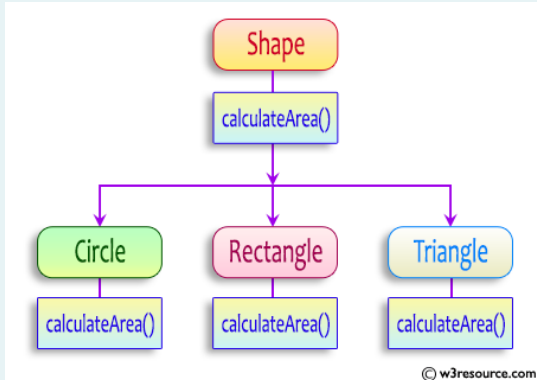 Shape
calculateArea()
Circle
Rectangle
Triangle
calculateArea()
calculateArea()
calculateArea()
© w3resource.com